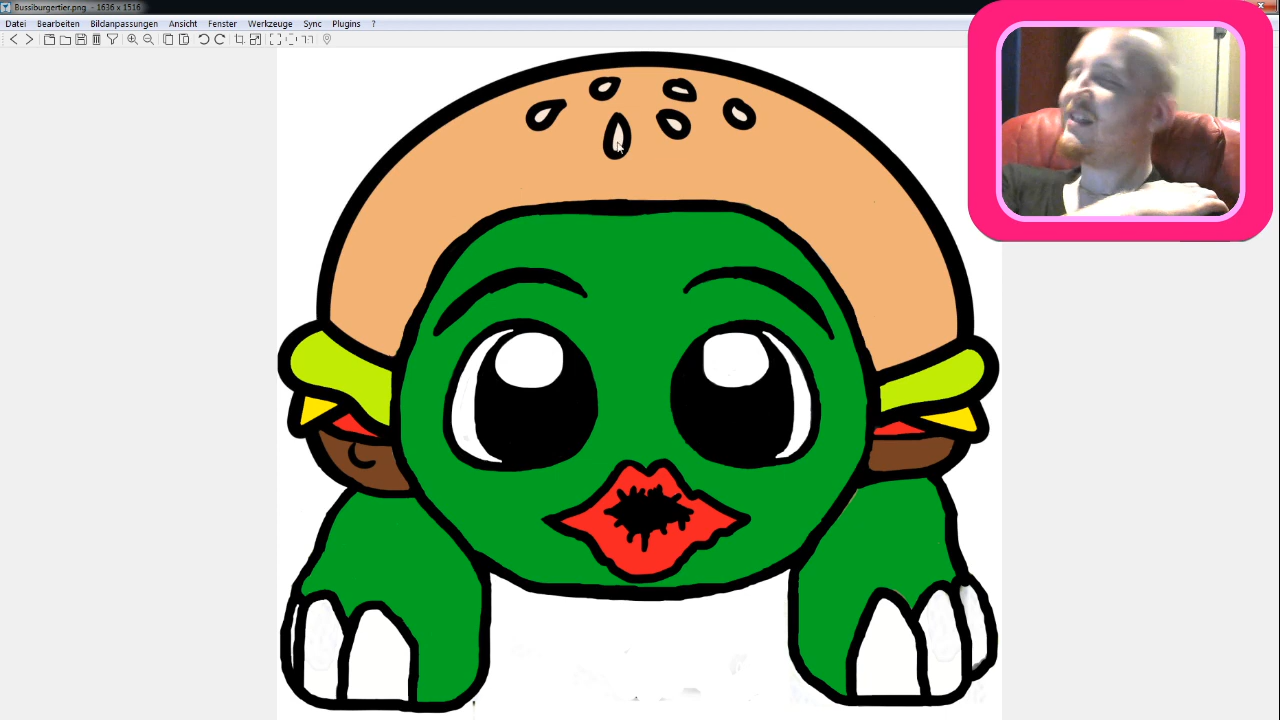 Bussiburgertier.png - 1636 x 1516
Datei Bearbeiten Bildanpassungen Ansicht Fenster Werkzeuge Sync Plugins ?